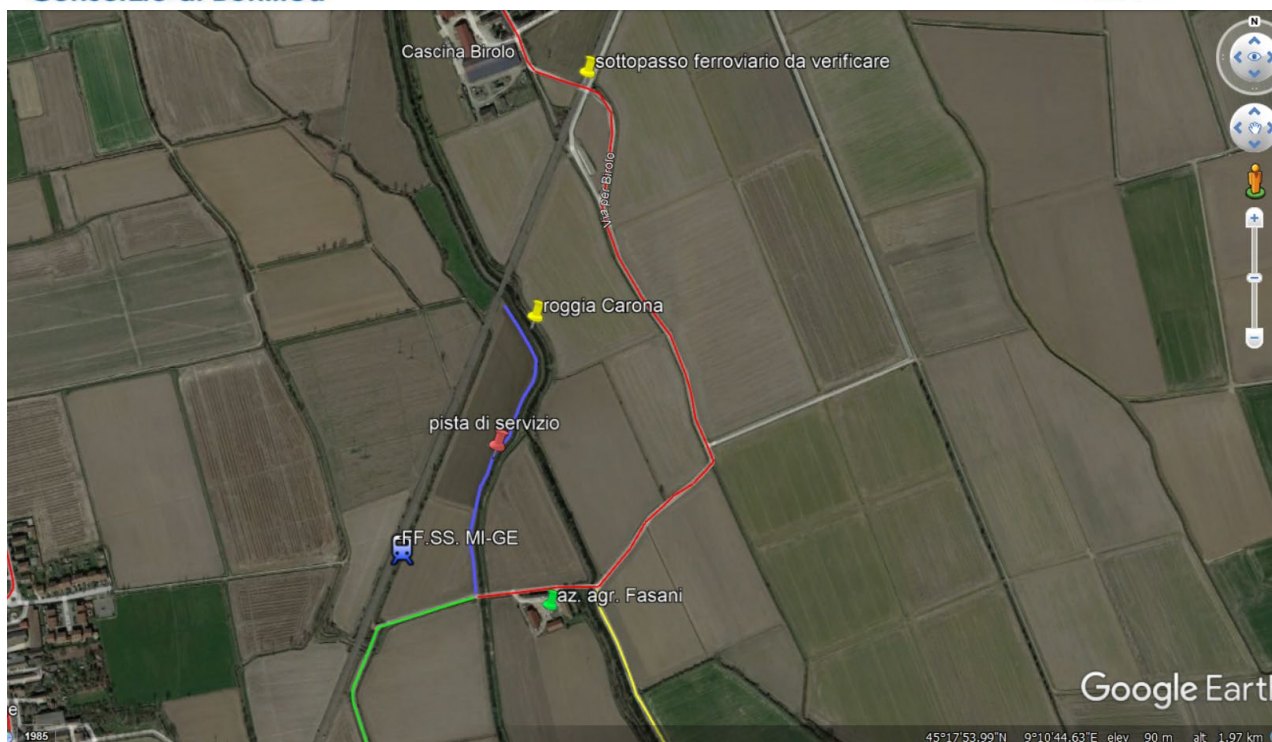 Cascina Birolo
sottopasso ferroviario da verificare
Via per Birolo
roggia Carona
pista di servizio
FF.SS. MI-GE
az. agr. Fasani
Google Earth
1985
45°17'53.99"N 9°10'44.63"E elev 90 m alt 1.97 km
N